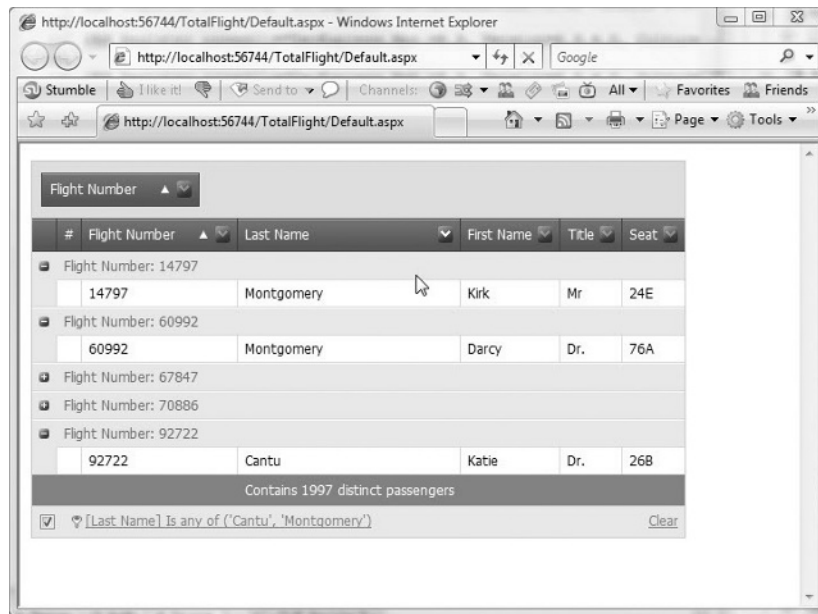 http://localhost:56744/TotalFlight/Default.aspx - Windows Internet Explorer
http://localhost:56744/TotalFlight/Default.aspx Google
Stumble I like it! Send to Channels: All Favorites Friends
http://localhost:56744/TotalFlight/Default.aspx Page Tools »
Flight Number
# Flight Number Last Name First Name Title Seat
Flight Number: 14797
14797 Montgomery Kirk Mr 24E
Flight Number: 60992
60992 Montgomery Darcy Dr. 76A
Flight Number: 67847
Flight Number: 70886
Flight Number: 92722
92722 Cantu Katie Dr. 26B
Contains 1997 distinct passengers
[Last Name] Is any of ('Cantu', 'Montgomery') Clear